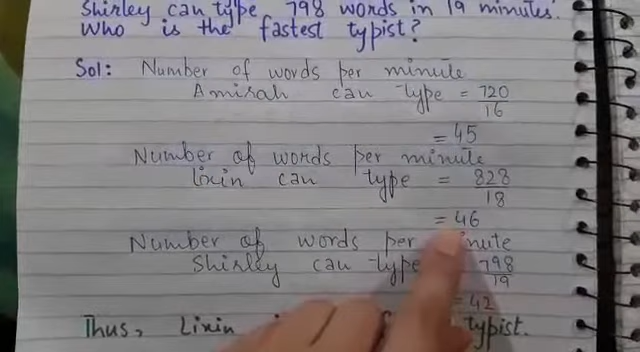 Shirley can type 798 words in 19 minutes.
Who is the fastest typist?
Sol: Number of words per minute
Amirah can type = 720/16
= 45
Number of words per minute
Lixin can type = 828/18
= 46
Number of words per nute
Shirley can type 798/19
= 42
Thus, Lixin typist.